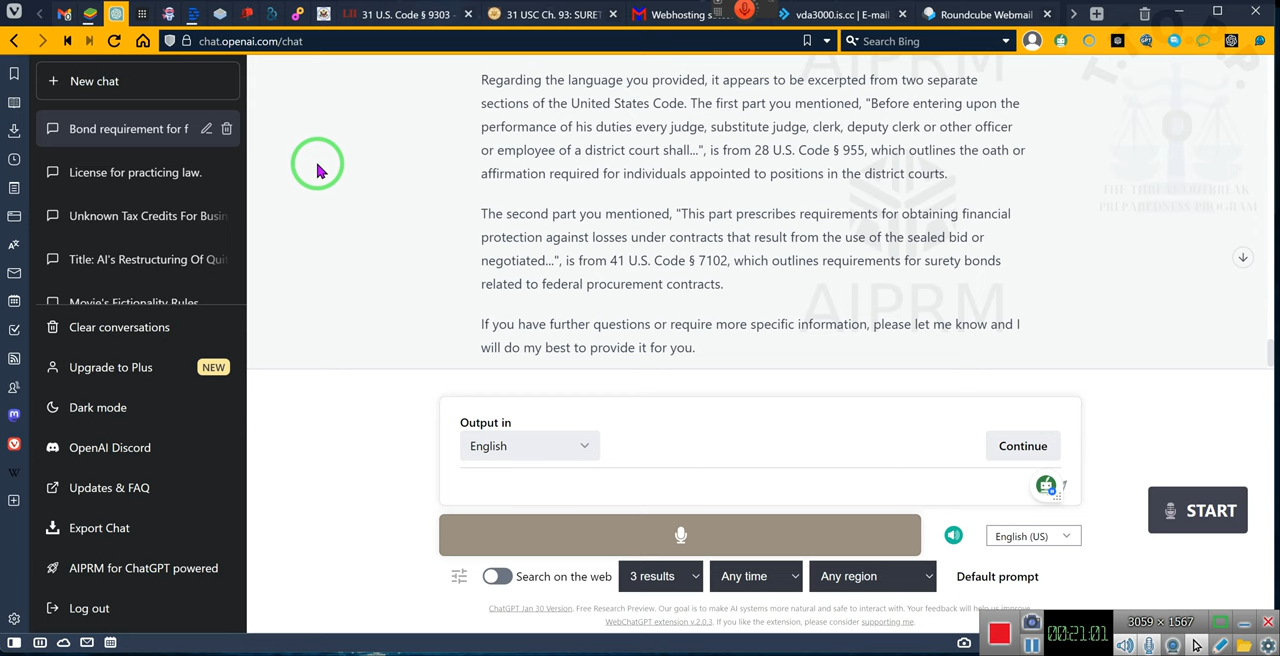 31 U.S. Code § 9303 -
31 USC Ch. 93: SURET
Webhosting s
vda3000.is.cc | E-mail
Roundcube Webmail
chat.openai.com/chat
Search Bing
New chat
Bond requirement for f
License for practicing law.
Unknown Tax Credits For Busin
Title: AI's Restructuring Of Quit
Movie's Fictionality Rules
Clear conversations
Upgrade to Plus
NEW
Dark mode
OpenAI Discord
Updates & FAQ
Export Chat
AIPRM for ChatGPT powered
Log out
Regarding the language you provided, it appears to be excerpted from two separate
sections of the United States Code. The first part you mentioned, "Before entering upon the
performance of his duties every judge, substitute judge, clerk, deputy clerk or other officer
or employee of a district court shall...", is from 28 U.S. Code § 955, which outlines the oath or
affirmation required for individuals appointed to positions in the district courts.
The second part you mentioned, "This part prescribes requirements for obtaining financial
protection against losses under contracts that result from the use of the sealed bid or
negotiated...", is from 41 U.S. Code § 7102, which outlines requirements for surety bonds
related to federal procurement contracts.
If you have further questions or require more specific information, please let me know and I
will do my best to provide it for you.
AIPRM
THE THREAT OUTBREAK
PREPAREDNESS PROGRAM
Output in
English
Continue
START
English (US)
Search on the web
3 results
Any time
Any region
Default prompt
ChatGPT Jan 30 Version. Free Research Preview. Our goal is to make AI systems more natural and safe to interact with. Your feedback will help us improve.
WebChatGPT extension v.2.0.3. If you like the extension, please consider supporting me.
00:21:01
3059 × 1567